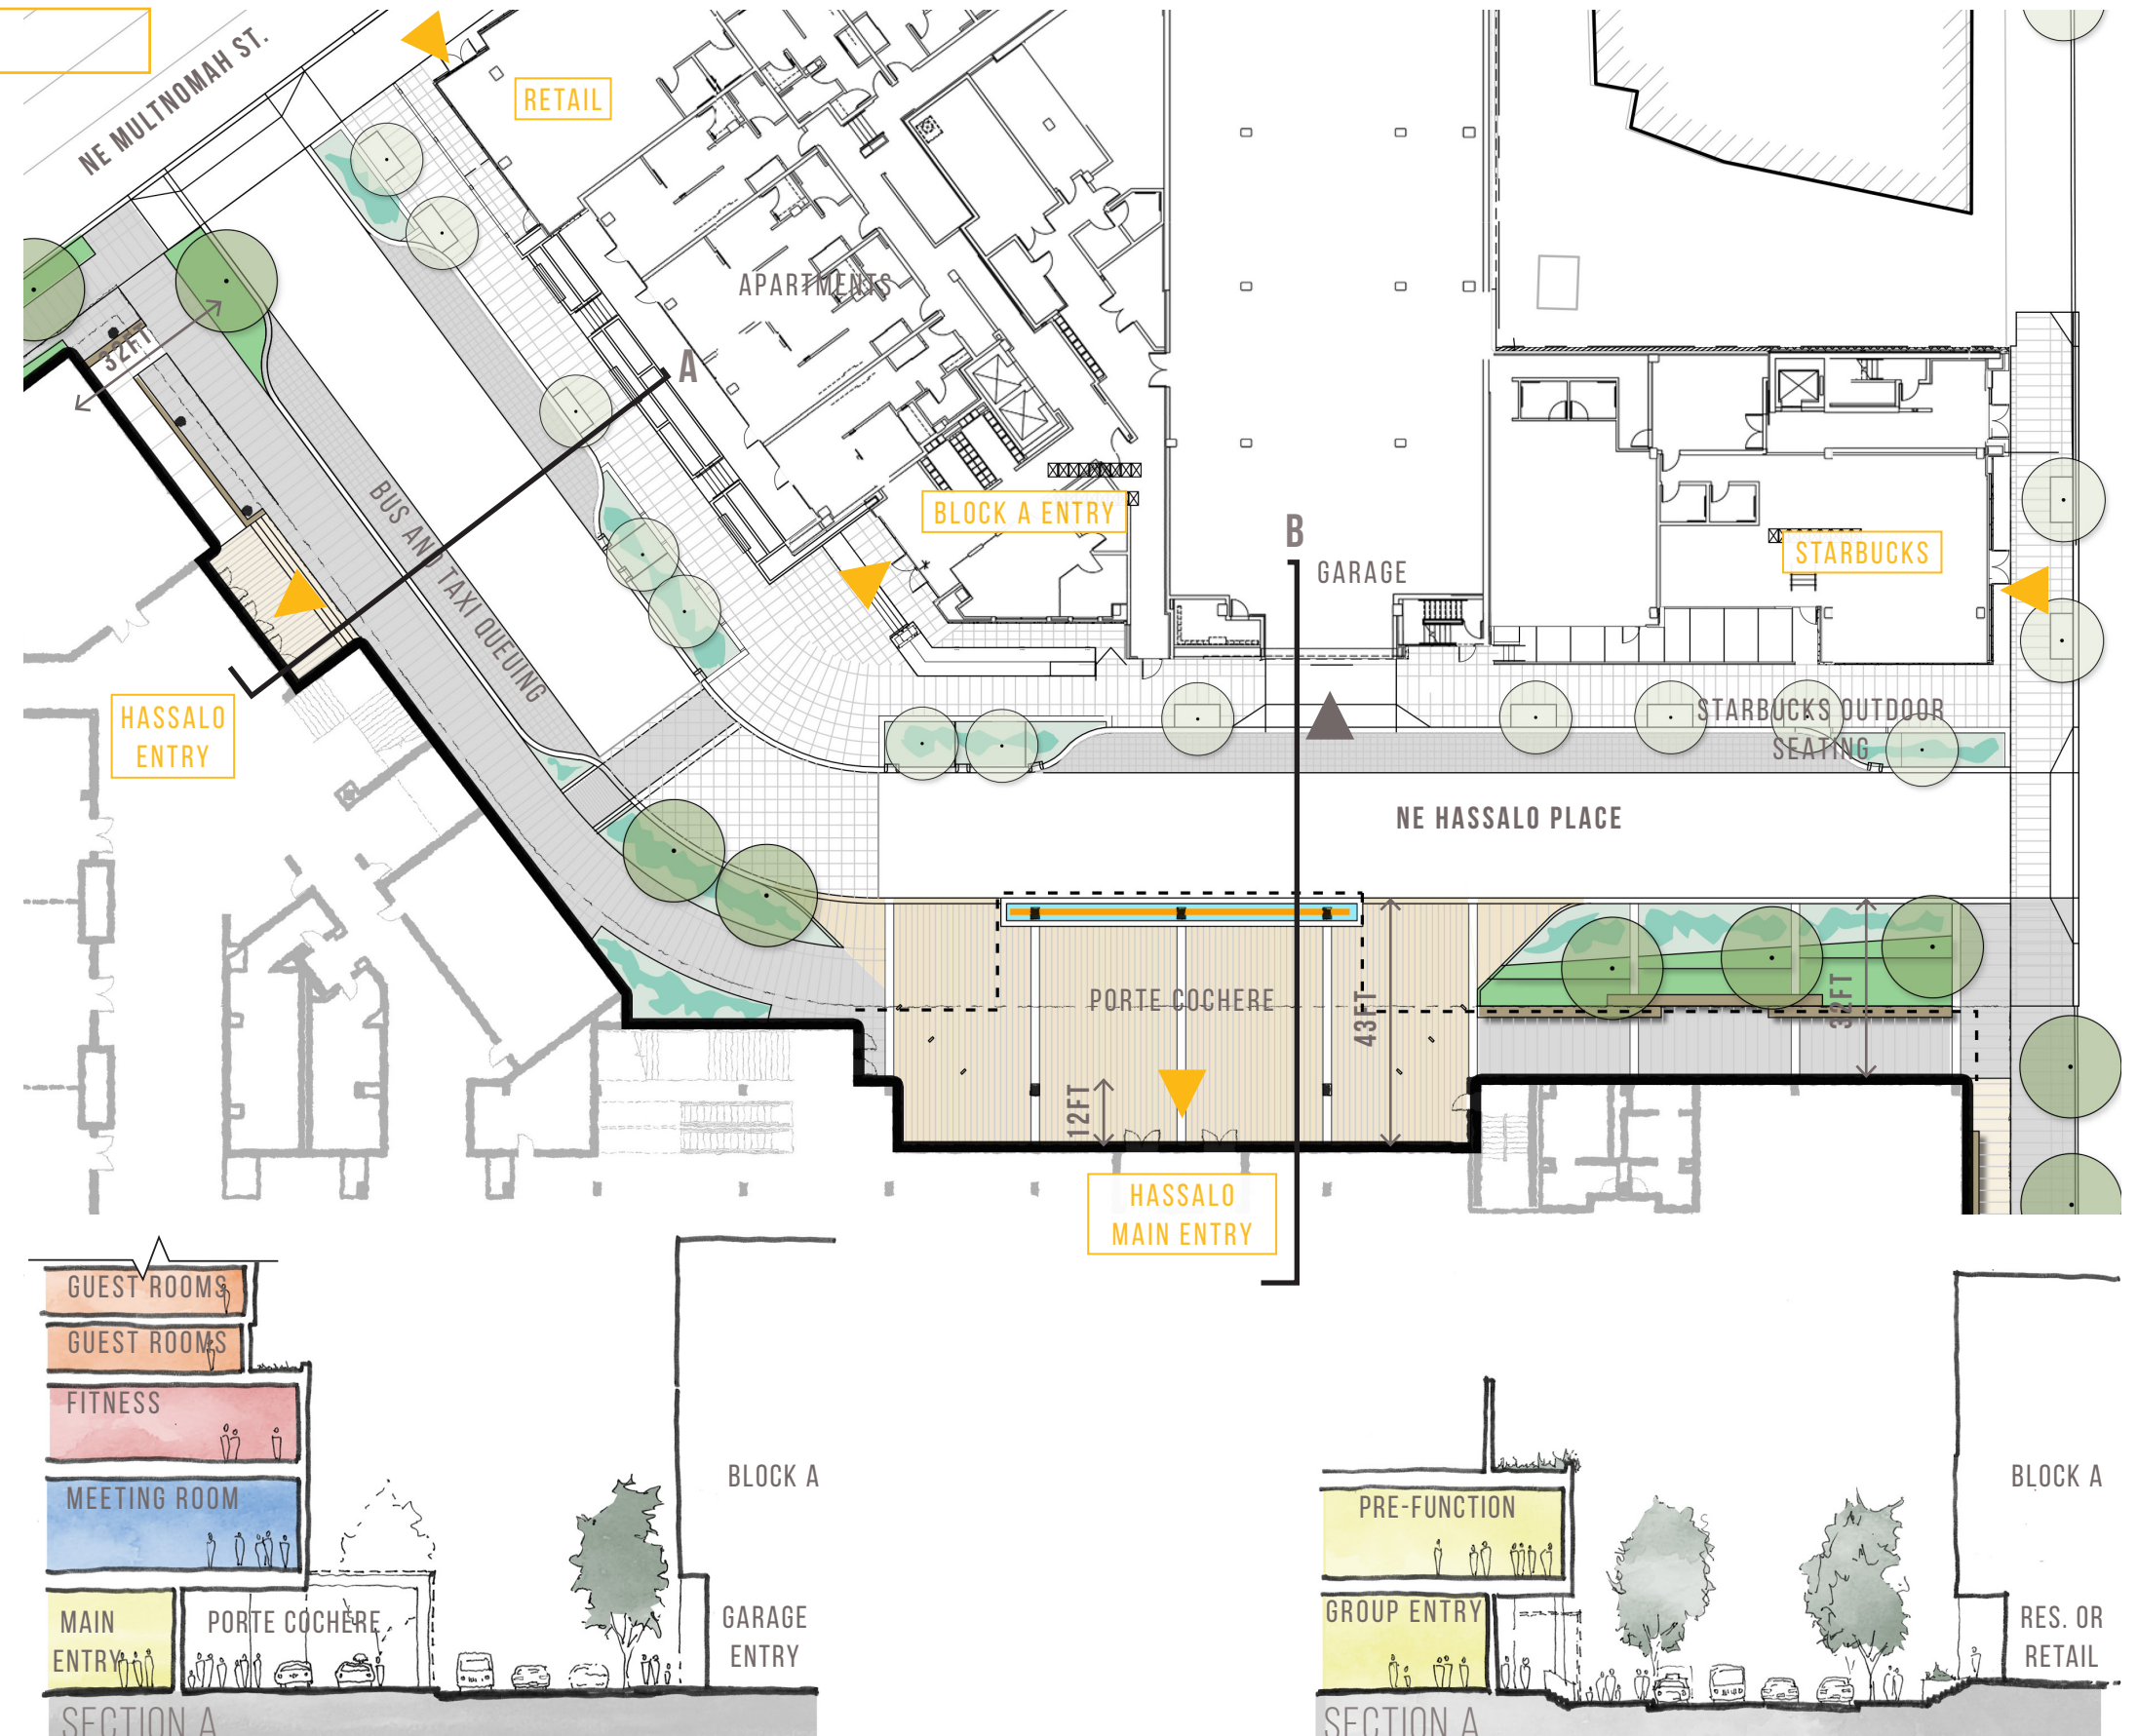 NE MULTNOMAH ST.
RETAIL
APARTMENTS
32FT
A
BUS AND TAXI QUEUING
BLOCK A ENTRY
B
GARAGE
STARBUCKS
HASSALO
ENTRY
STARBUCKS OUTDOOR
SEATING
NE HASSALO PLACE
PORTE COCHERE
43FT
32FT
12FT
HASSALO
MAIN ENTRY
GUEST ROOMS
GUEST ROOMS
FITNESS
MEETING ROOM
MAIN
ENTRY
PORTE COCHERE
BLOCK A
GARAGE
ENTRY
SECTION A
PRE-FUNCTION
GROUP ENTRY
BLOCK A
RES. OR
RETAIL
SECTION A